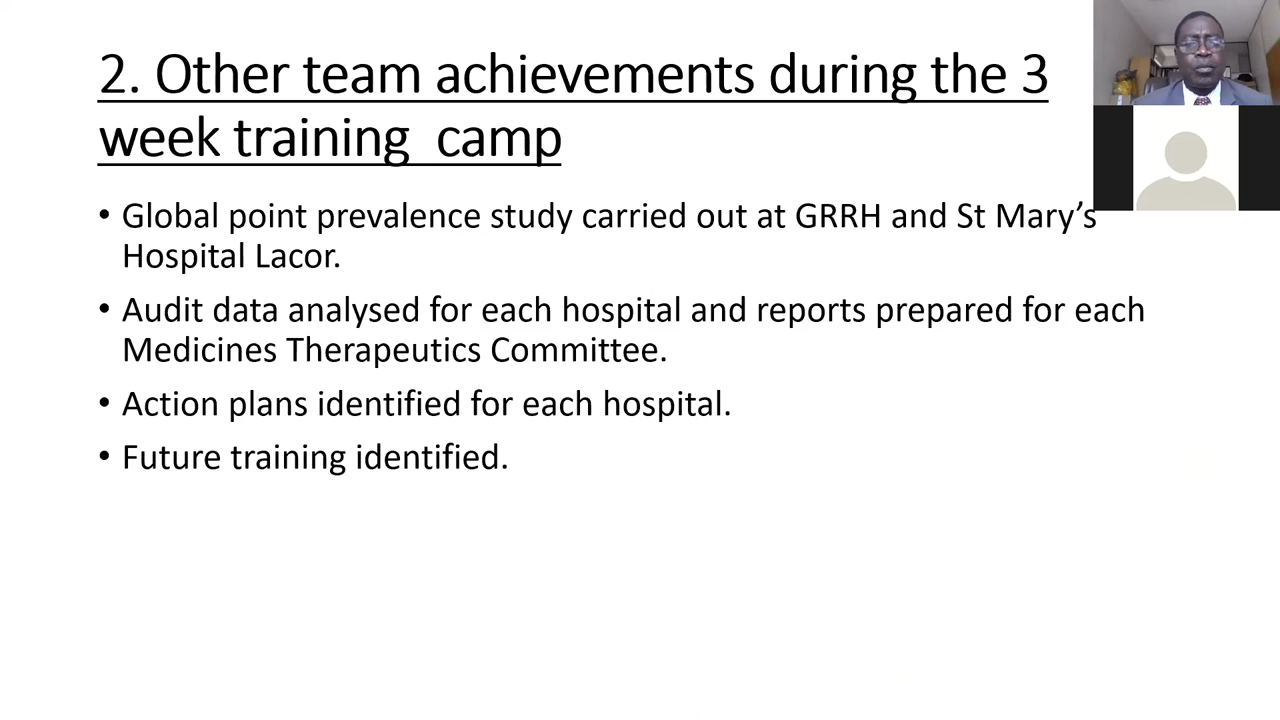 2. Other team achievements during the 3
week training  camp
• Global point prevalence study carried out at GRRH and St Mary’s
Hospital Lacor.
• Audit data analysed for each hospital and reports prepared for each
Medicines Therapeutics Committee.
• Action plans identified for each hospital.
• Future training identified.